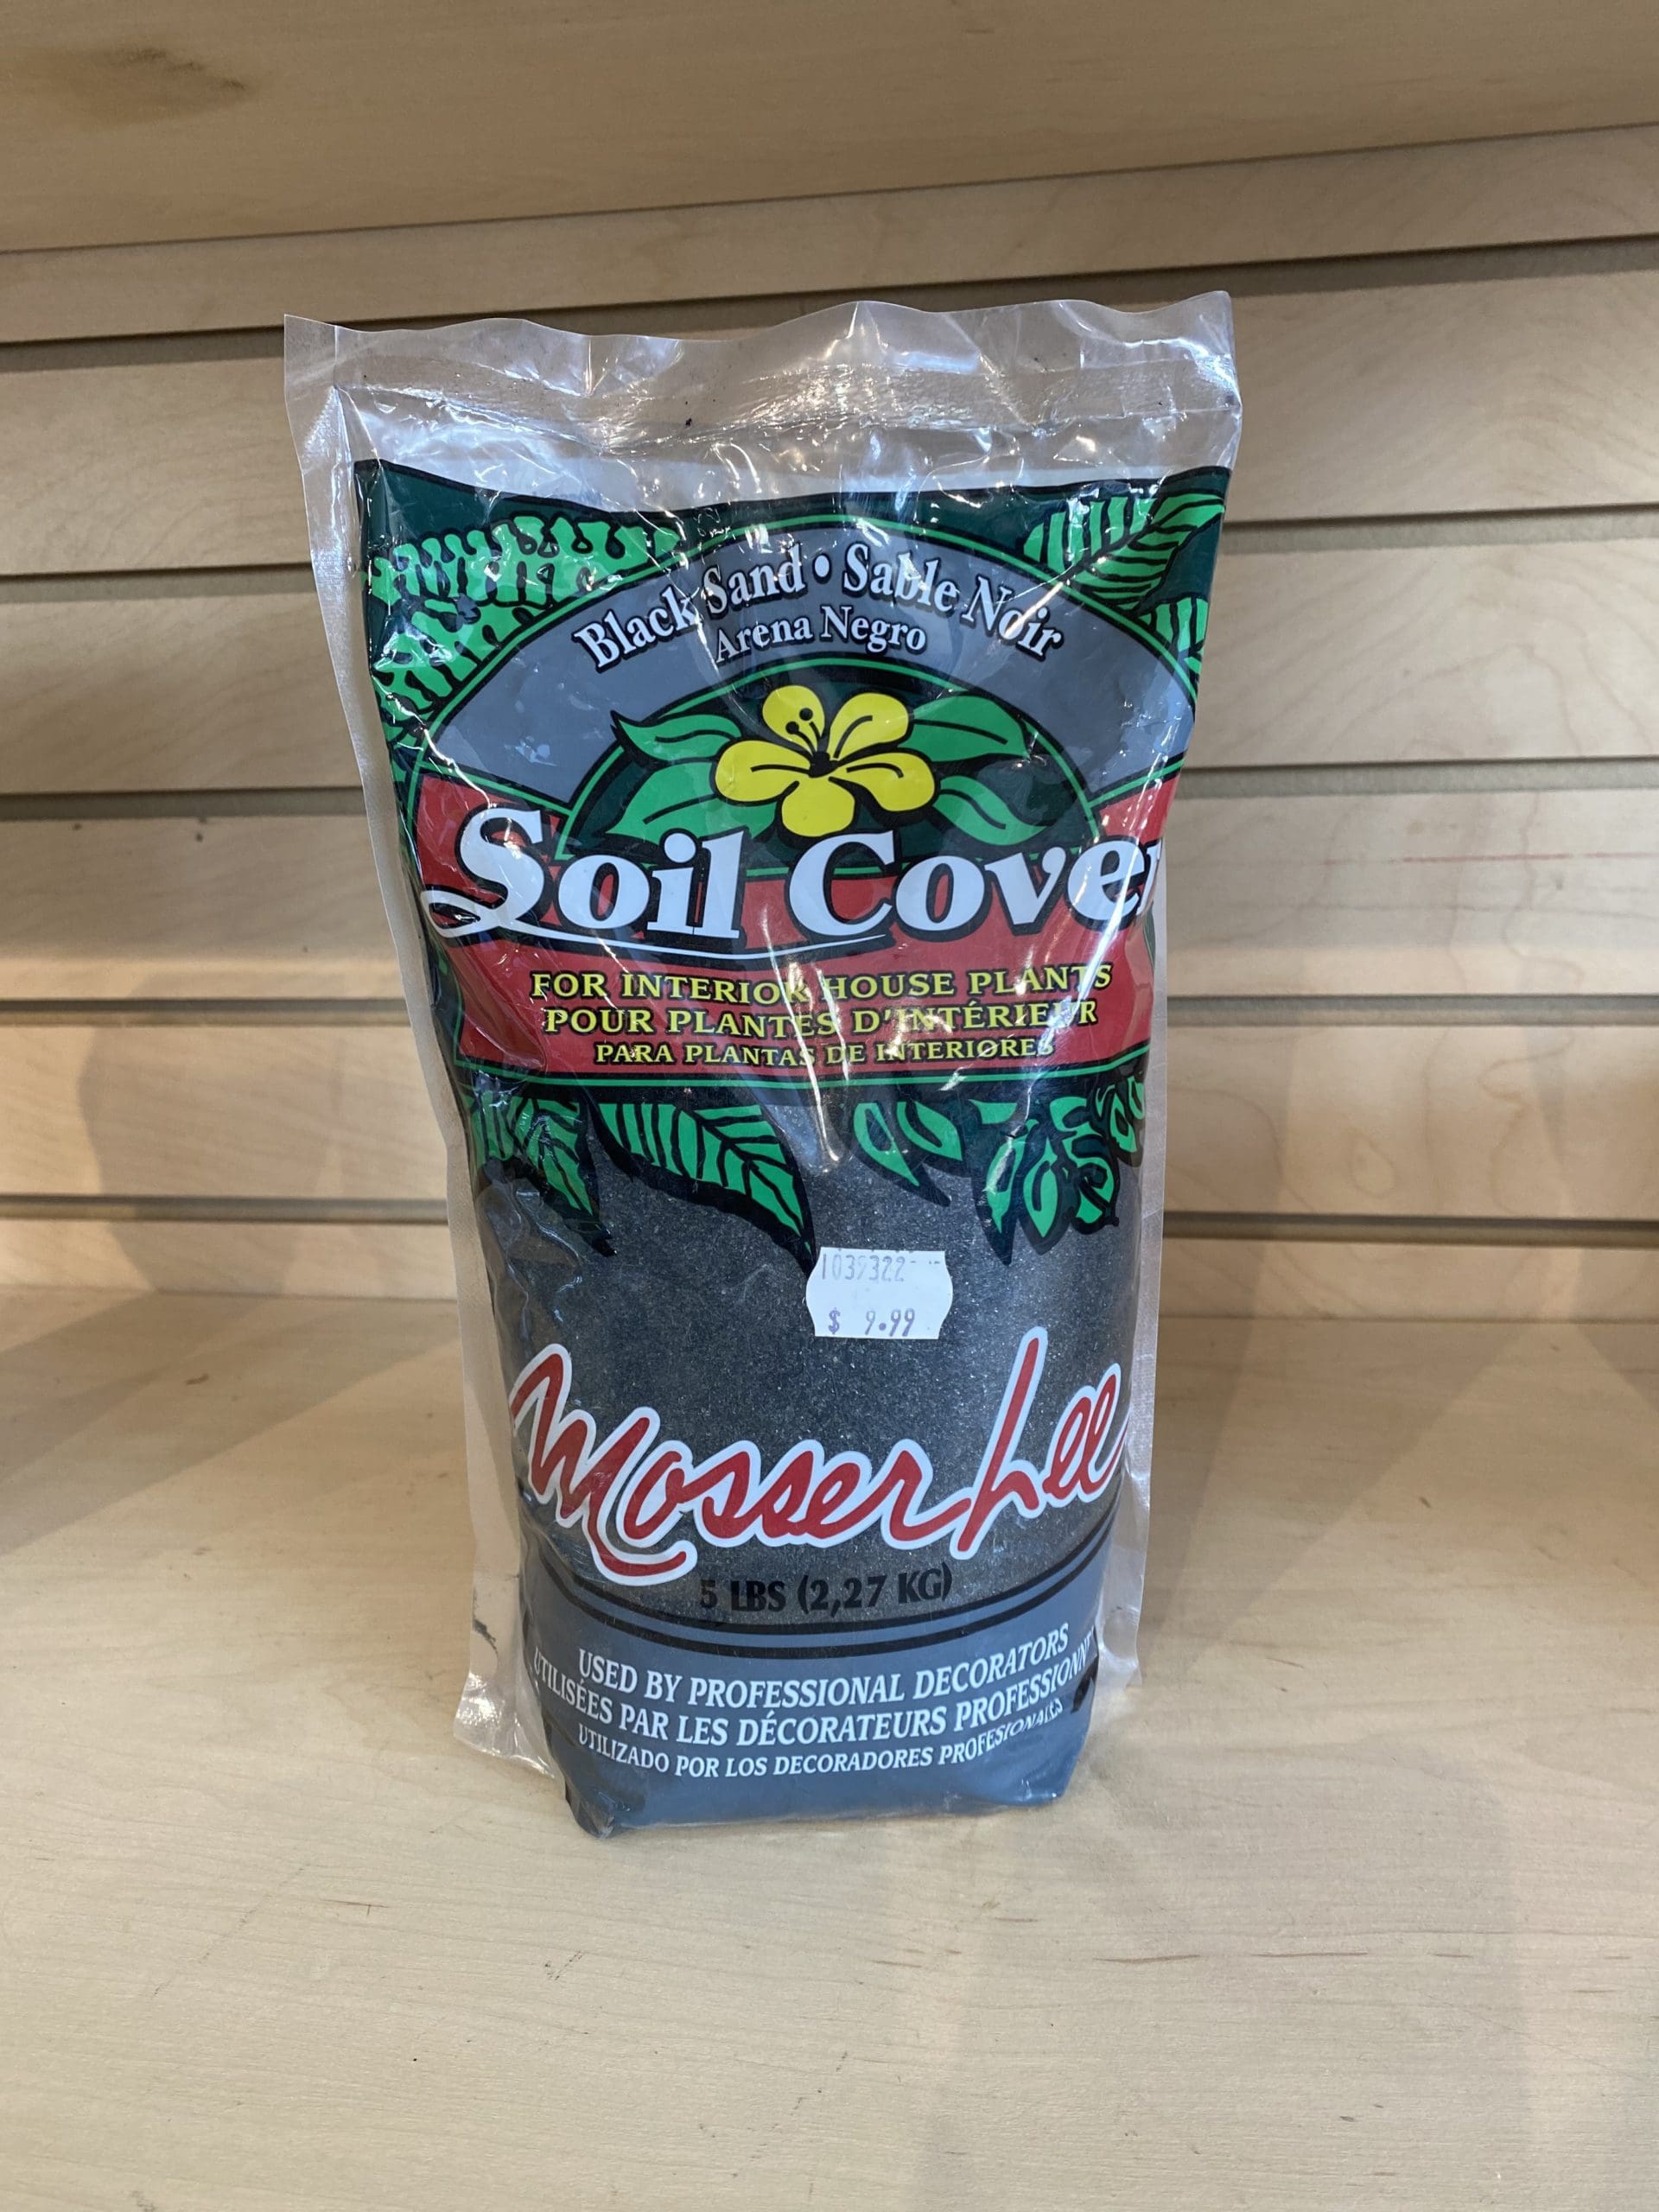 Black Sand • Sable Noir
Arena Negro
Soil Cover
FOR INTERIOR HOUSE PLANTS
POUR PLANTES D'INTÉRIEUR
PARA PLANTAS DE INTERIORES
1039322
$ 9.99
Mosser Lee
5 LBS (2,27 KG)
USED BY PROFESSIONAL DECORATORS
UTILISÉES PAR LES DÉCORATEURS
UTILIZADO POR LOS DECORADORES PROFESIONALES